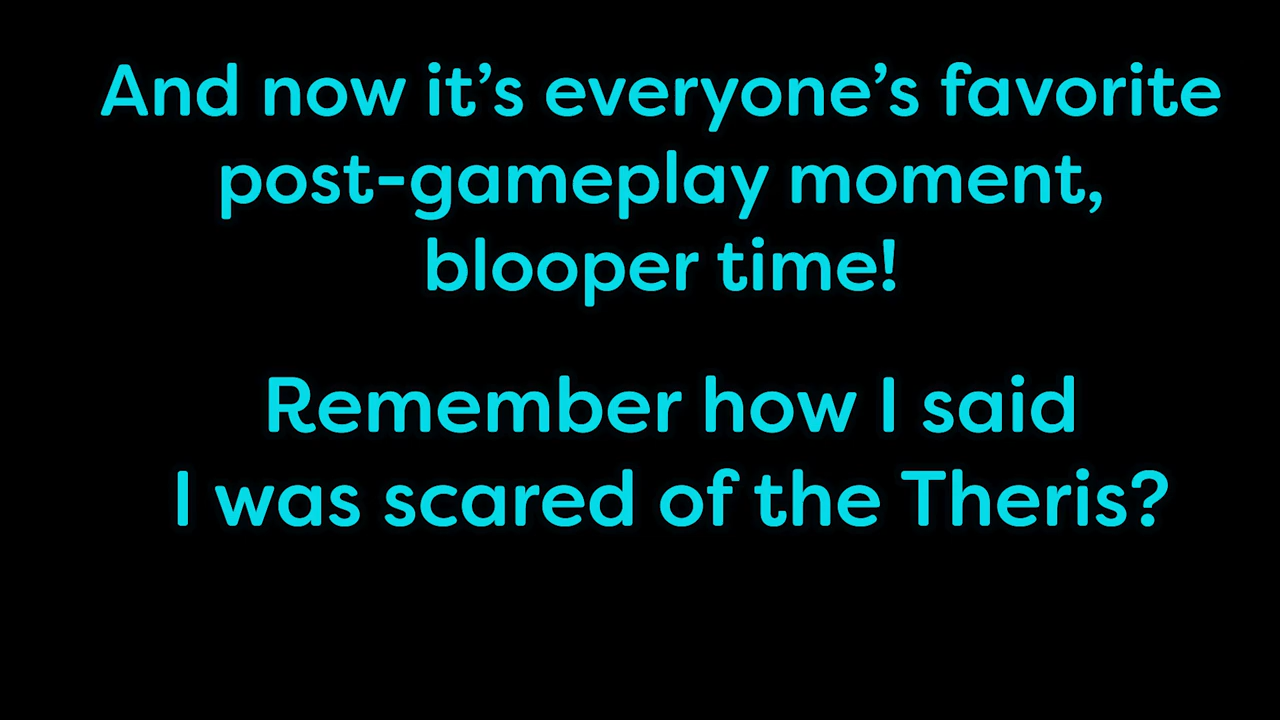 And now it’s everyone’s favorite
post-gameplay moment,
blooper time!
Remember how I said
I was scared of the Theris?